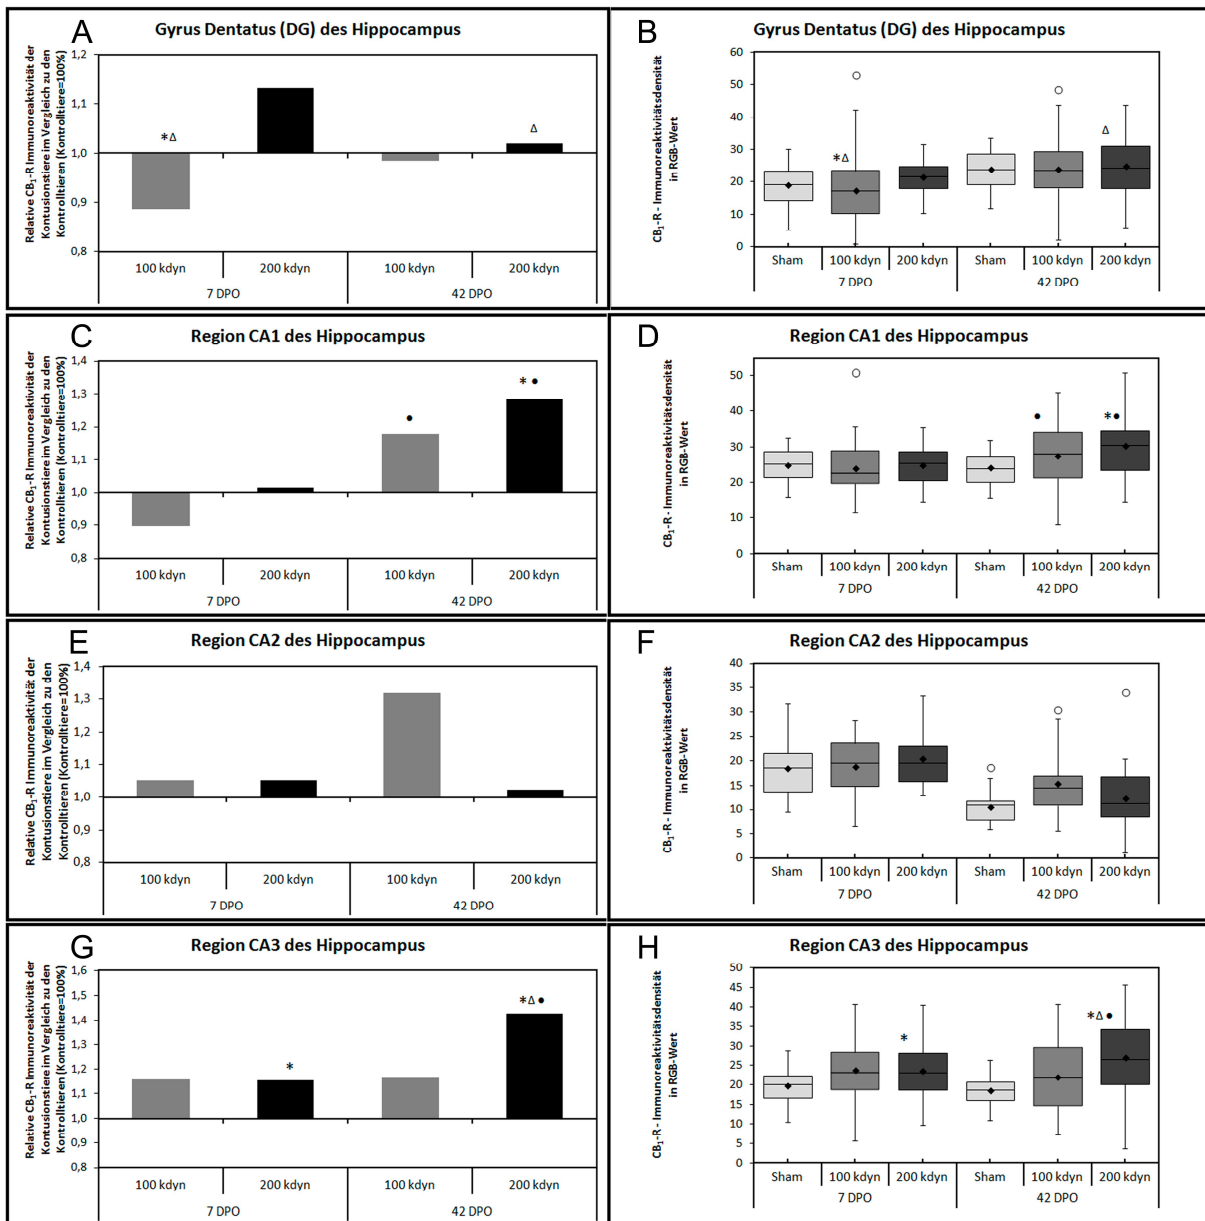 A
Gyrus Dentatus (DG) des Hippocampus
Relative CB₁-R Immunoreaktivität der
Kontusionstiere im Vergleich zu den
Kontrolltieren (Kontrolltiere=100%)
1,2
1,1
1,0
0,9
0,8
*Δ
Δ
100 kdyn 200 kdyn 100 kdyn 200 kdyn
7 DPO 42 DPO
B
Gyrus Dentatus (DG) des Hippocampus
CB₁-R - Immunoreaktivitätsdensität
in RGB-Wert
60
50
40
30
20
10
0
*Δ
Δ
Sham 100 kdyn 200 kdyn Sham 100 kdyn 200 kdyn
7 DPO 42 DPO
C
Region CA1 des Hippocampus
Relative CB₁-R Immunoreaktivität der
Kontusionstiere im Vergleich zu den
Kontrolltieren (Kontrolltiere=100%)
1,4
1,3
1,2
1,1
1,0
0,9
0,8
●
* ●
100 kdyn 200 kdyn 100 kdyn 200 kdyn
7 DPO 42 DPO
D
Region CA1 des Hippocampus
CB₁-R - Immunoreaktivitätsdensität
in RGB-Wert
50
40
30
20
10
0
●
*●
Sham 100 kdyn 200 kdyn Sham 100 kdyn 200 kdyn
7 DPO 42 DPO
E
Region CA2 des Hippocampus
Relative CB₁-R Immunoreaktivität der
Kontusionstiere im Vergleich zu den
Kontrolltieren (Kontrolltiere=100%)
1,4
1,3
1,2
1,1
1,0
0,9
0,8
100 kdyn 200 kdyn 100 kdyn 200 kdyn
7 DPO 42 DPO
F
Region CA2 des Hippocampus
CB₁-R - Immunoreaktivitätsdensität
in RGB-Wert
40
35
30
25
20
15
10
5
0
Sham 100 kdyn 200 kdyn Sham 100 kdyn 200 kdyn
7 DPO 42 DPO
G
Region CA3 des Hippocampus
Relative CB₁-R Immunoreaktivität der
Kontusionstiere im Vergleich zu den
Kontrolltieren (Kontrolltiere=100%)
1,6
1,5
1,4
1,3
1,2
1,1
1,0
0,9
0,8
*
*Δ ●
100 kdyn 200 kdyn 100 kdyn 200 kdyn
7 DPO 42 DPO
H
Region CA3 des Hippocampus
CB₁-R - Immunoreaktivitätsdensität
in RGB-Wert
50
45
40
35
30
25
20
15
10
5
0
*
*Δ ●
Sham 100 kdyn 200 kdyn Sham 100 kdyn 200 kdyn
7 DPO 42 DPO